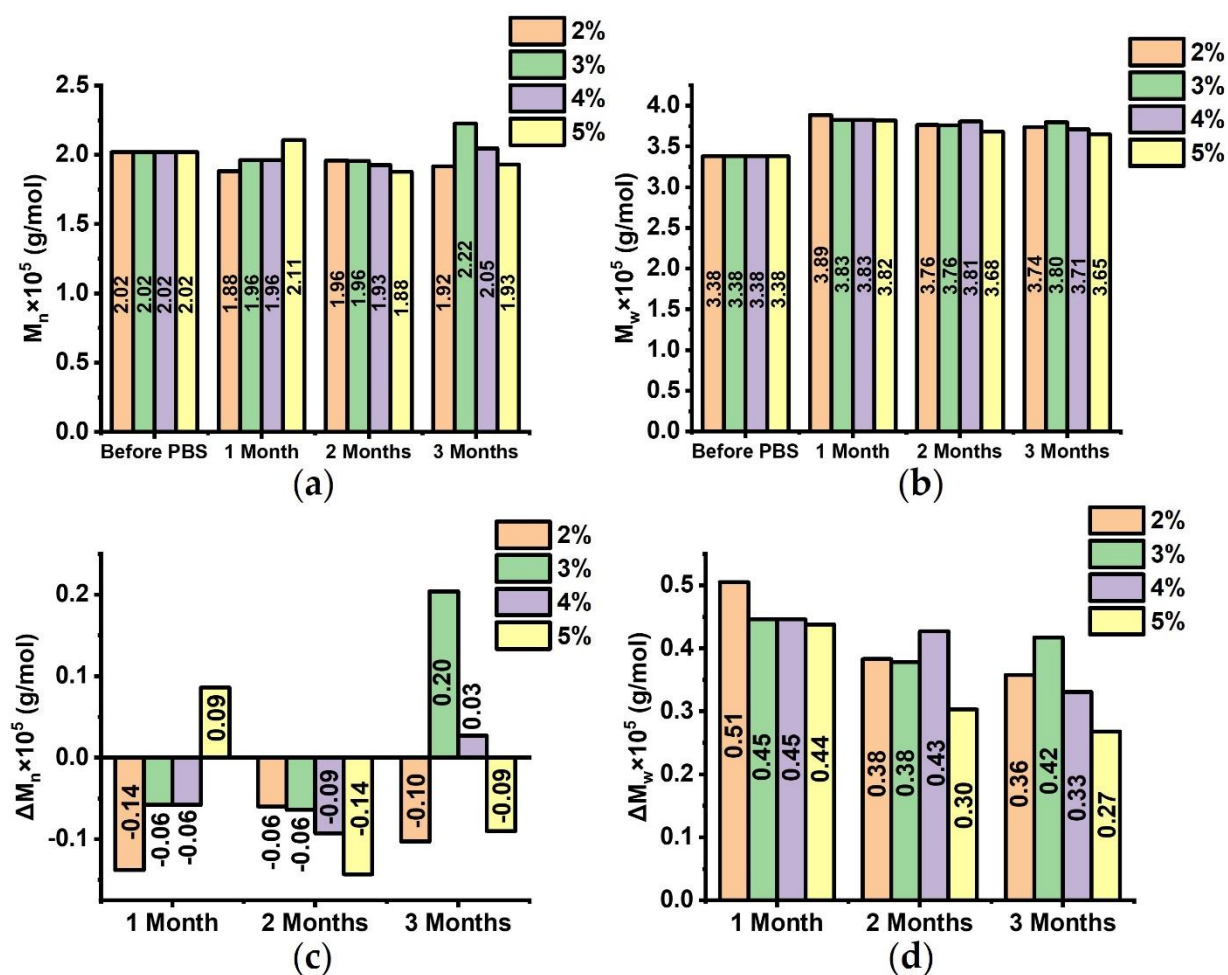 2%
3%
4%
5%
Mn×10⁵ (g/mol)
2.5
2.0
1.5
1.0
0.5
0.0
2.02 2.02 2.02 2.02
1.88 1.96 1.96 2.11
1.96 1.96 1.93 1.88
1.92 2.22 2.05 1.93
Before PBS 1 Month 2 Months 3 Months
(a)
2%
3%
4%
5%
Mw×10⁵ (g/mol)
4.0
3.5
3.0
2.5
2.0
1.5
1.0
0.5
0.0
3.38 3.38 3.38 3.38
3.89 3.83 3.83 3.82
3.76 3.76 3.81 3.68
3.74 3.80 3.71 3.65
Before PBS 1 Month 2 Months 3 Months
(b)
2%
3%
4%
5%
ΔMn×10⁵ (g/mol)
0.2
0.1
0.0
-0.1
-0.14 -0.06 -0.06 0.09
-0.06 -0.06 -0.09 -0.14
-0.10 0.20 0.03 -0.09
1 Month 2 Months 3 Months
(c)
2%
3%
4%
5%
ΔMw×10⁵ (g/mol)
0.5
0.4
0.3
0.2
0.1
0.0
0.51 0.45 0.45 0.44
0.38 0.38 0.43 0.30
0.36 0.42 0.33 0.27
1 Month 2 Months 3 Months
(d)